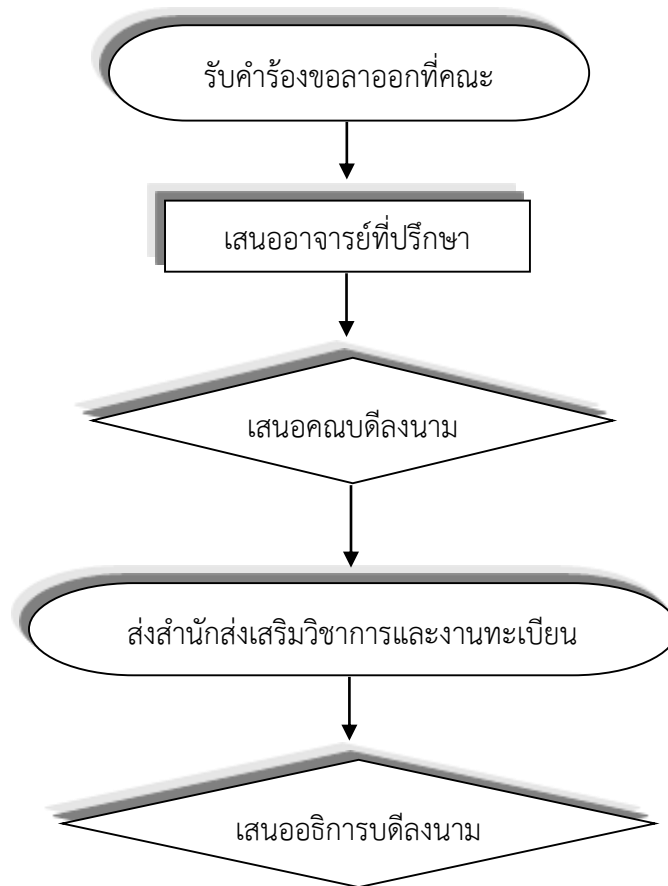 รับคำร้องขอลาออกที่คณะ
เสนออาจารย์ที่ปรึกษา
เสนอคณบดีลงนาม
ส่งสำนักส่งเสริมวิชาการและงานทะเบียน
เสนออธิการบดีลงนาม